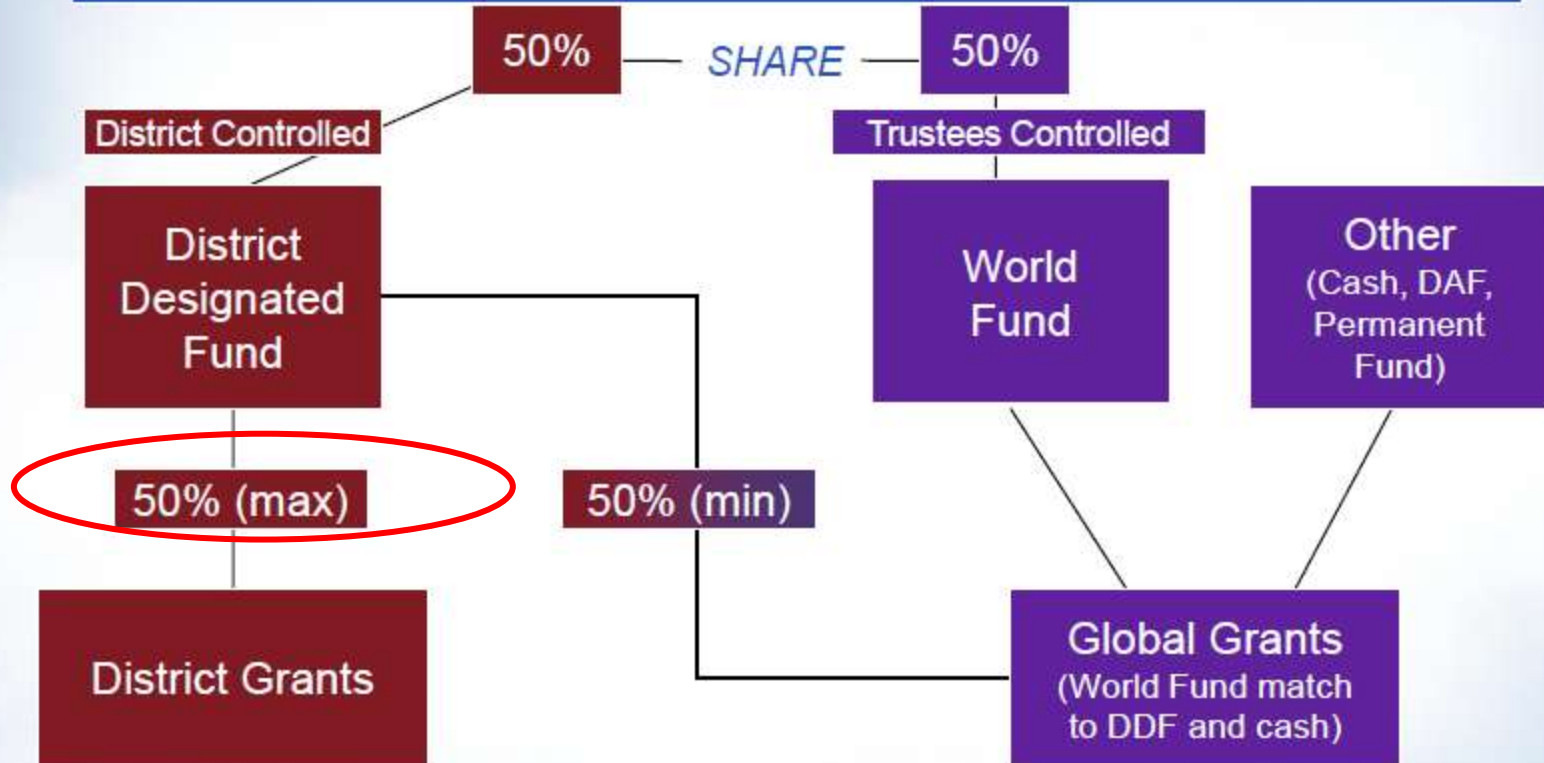 50%
SHARE
50%
District Controlled
Trustees Controlled
District
Designated
Fund
World
Fund
Other
(Cash, DAF,
Permanent
Fund)
50% (max)
50% (min)
District Grants
Global Grants
(World Fund match
to DDF and cash)